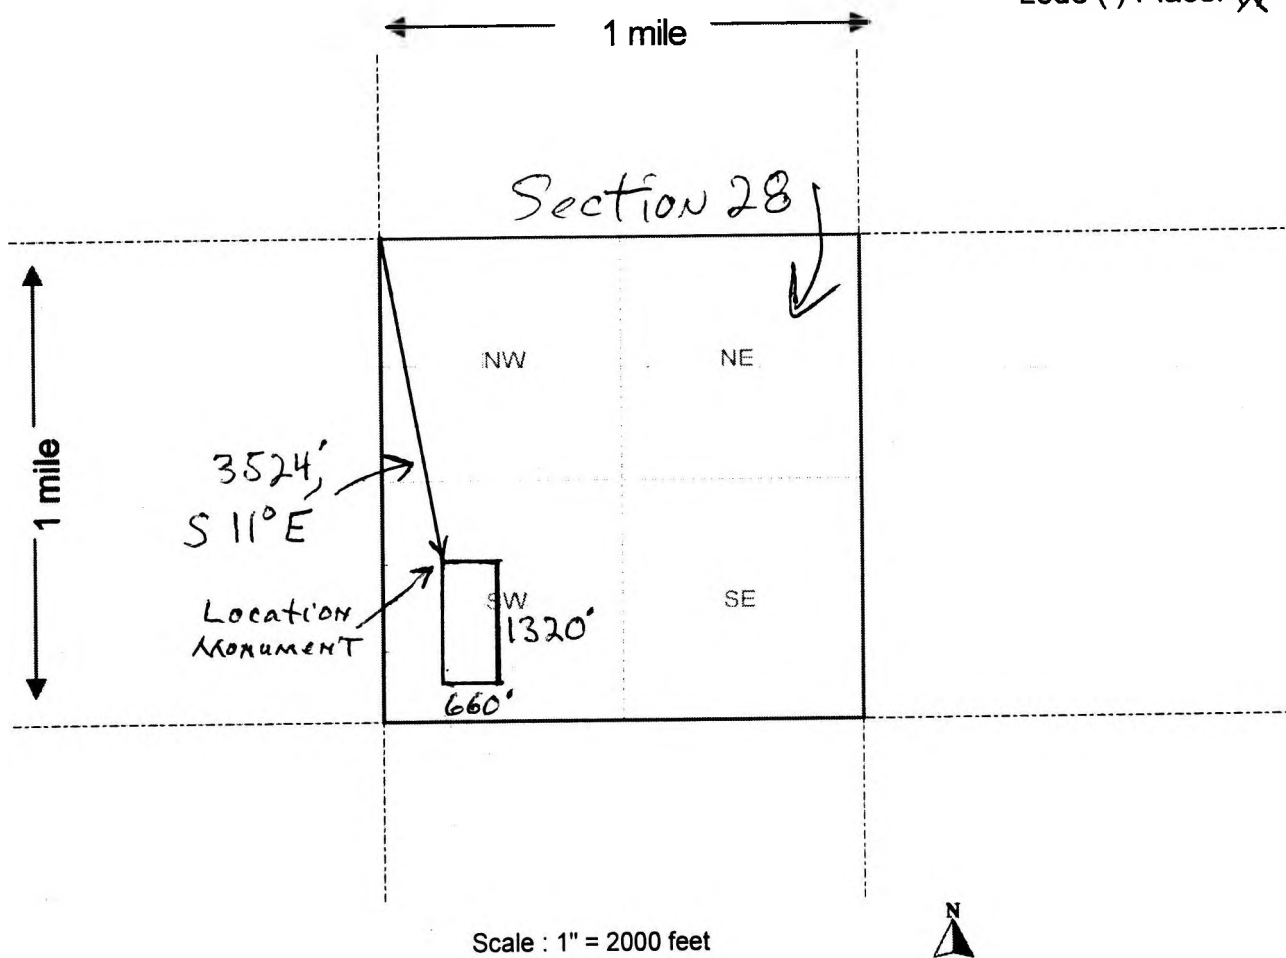 1 mile
Section 28
NW
NE
1 mile
3524',
S 11° E
Location
Monument
SW
SE
1320'
660'
Scale : 1" = 2000 feet
N